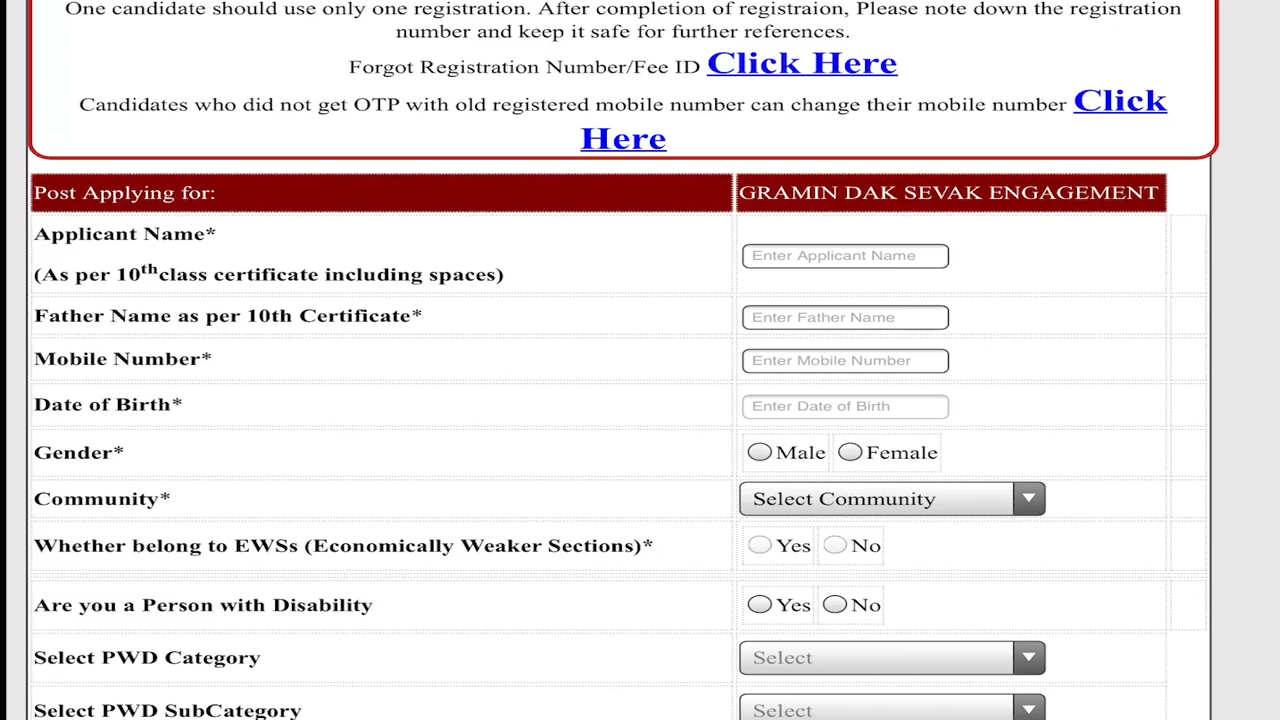 One candidate should use only one registration. After completion of registraion, Please note down the registration
number and keep it safe for further references.
Forgot Registration Number/Fee ID Click Here
Candidates who did not get OTP with old registered mobile number can change their mobile number Click
Here
Post Applying for: GRAMIN DAK SEVAK ENGAGEMENT
Applicant Name*
(As per 10thclass certificate including spaces)
Enter Applicant Name
Father Name as per 10th Certificate* Enter Father Name
Mobile Number* Enter Mobile Number
Date of Birth* Enter Date of Birth
Gender* Male Female
Community* Select Community
Whether belong to EWSs (Economically Weaker Sections)* Yes No
Are you a Person with Disability Yes No
Select PWD Category Select
Select PWD SubCategory Select